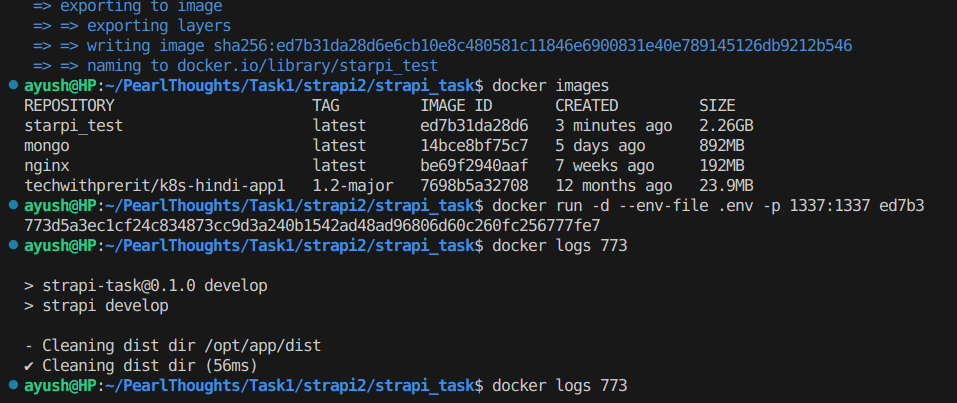 => exporting to image
=> => exporting layers
=> => writing image sha256:ed7b31da28d6e6cb10e8c480581c11846e6900831e40e789145126db9212b546
=> => naming to docker.io/library/starpi_test
ayush@HP:~/PearlThoughts/Task1/strapi2/strapi_task$ docker images
REPOSITORY TAG IMAGE ID CREATED SIZE
starpi_test latest ed7b31da28d6 3 minutes ago 2.26GB
mongo latest 14bce8bf75c7 5 days ago 892MB
nginx latest be69f2940aaf 7 weeks ago 192MB
techwithprerit/k8s-hindi-app1 1.2-major 7698b5a32708 12 months ago 23.9MB
ayush@HP:~/PearlThoughts/Task1/strapi2/strapi_task$ docker run -d --env-file .env -p 1337:1337 ed7b3
773d5a3ec1cf24c834873cc9d3a240b1542ad48ad96806d60c260fc256777fe7
ayush@HP:~/PearlThoughts/Task1/strapi2/strapi_task$ docker logs 773
> strapi-task@0.1.0 develop
> strapi develop
- Cleaning dist dir /opt/app/dist
✔ Cleaning dist dir (56ms)
ayush@HP:~/PearlThoughts/Task1/strapi2/strapi_task$ docker logs 773